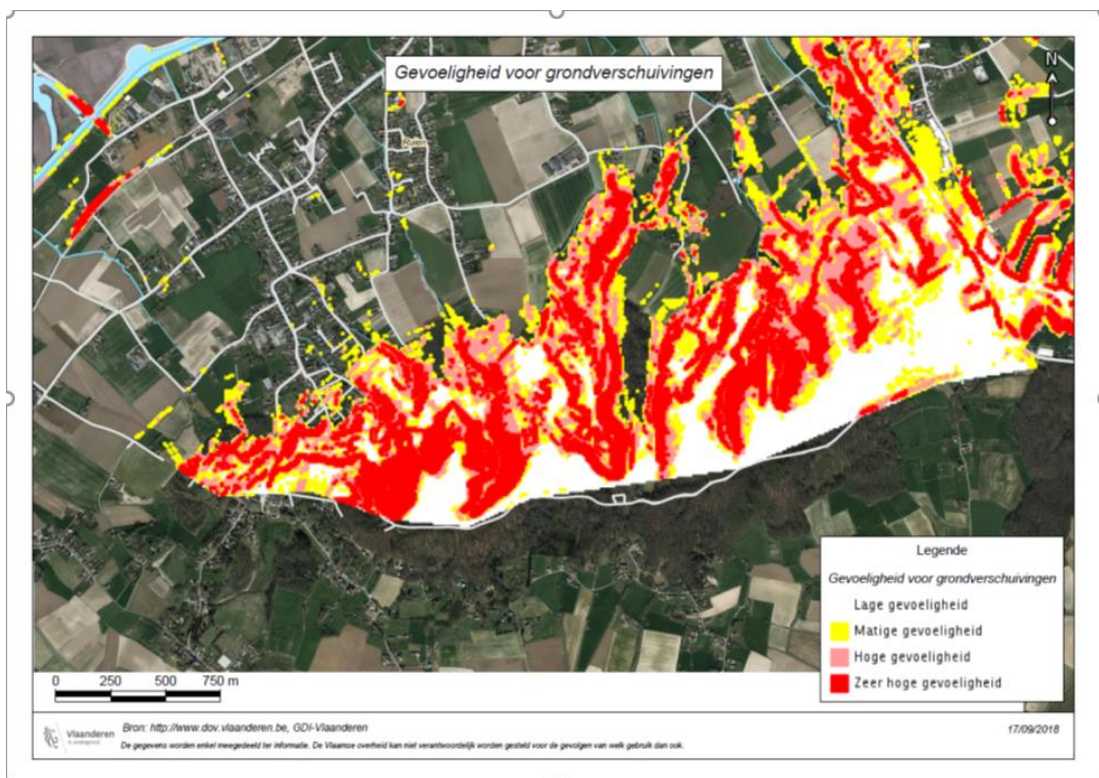 Gevoeligheid voor grondverschuivingen
N
Ruien
Legende
Gevoeligheid voor grondverschuivingen
Lage gevoeligheid
Matige gevoeligheid
Hoge gevoeligheid
Zeer hoge gevoeligheid
0 250 500 750 m
Vlaanderen
Bron: http://www.dov.vlaanderen.be, GDI-Vlaanderen
17/09/2018
De gegevens worden enkel meegedeeld ter informatie. De Vlaamse overheid kan niet verantwoordelijk worden gesteld voor de gevolgen van welk gebruik dan ook.